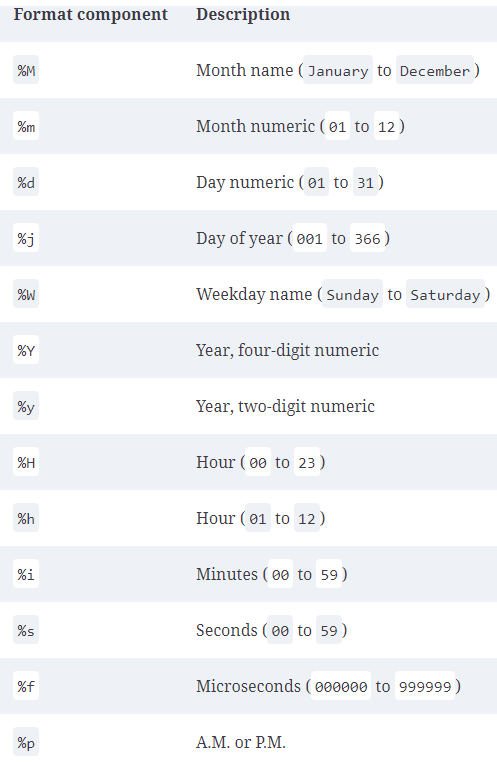 Format component Description
%M Month name (January to December)
%m Month numeric (01 to 12)
%d Day numeric (01 to 31)
%j Day of year (001 to 366)
%W Weekday name (Sunday to Saturday)
%Y Year, four-digit numeric
%y Year, two-digit numeric
%H Hour (00 to 23)
%h Hour (01 to 12)
%i Minutes (00 to 59)
%s Seconds (00 to 59)
%f Microseconds (000000 to 999999)
%p A.M. or P.M.